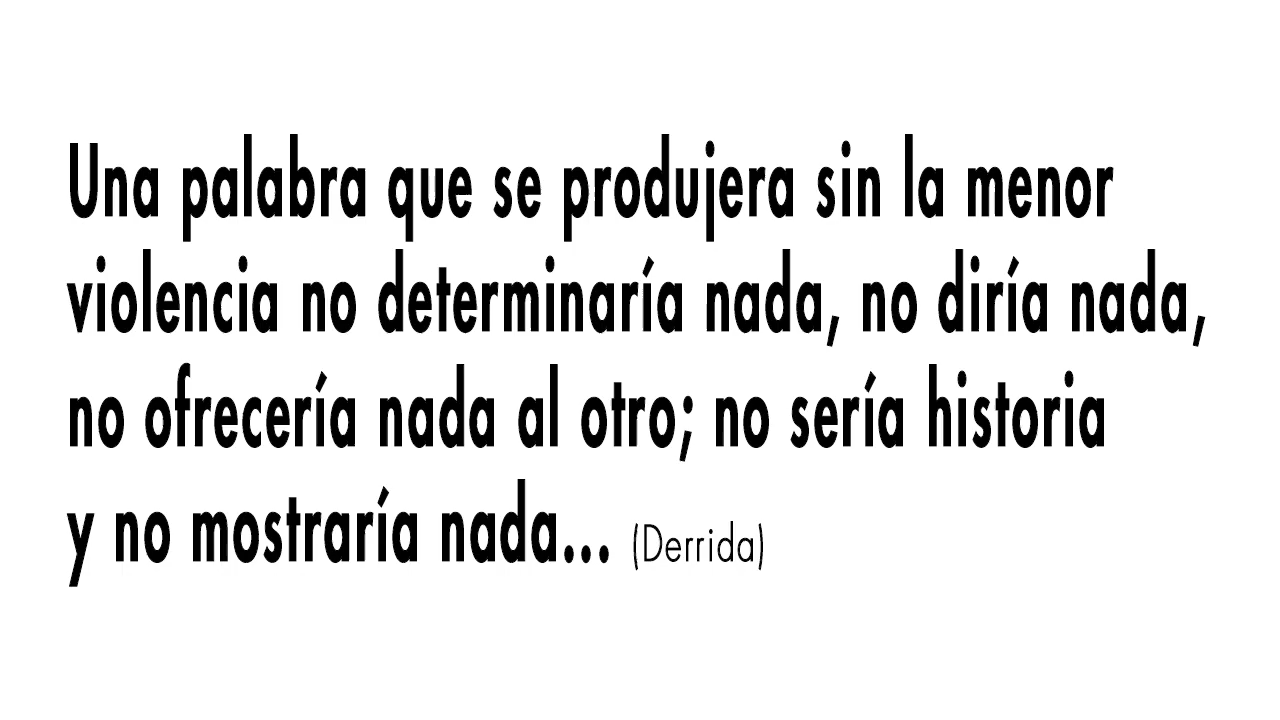 Una palabra que se produjera sin la menor
violencia no determinaría nada, no diría nada,
no ofrecería nada al otro; no sería historia
y no mostraría nada... (Derrida)